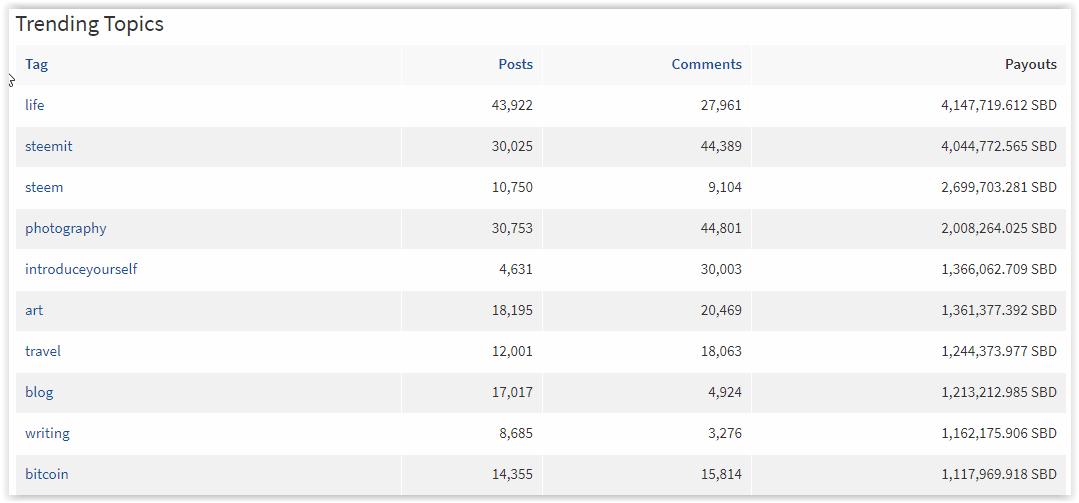 Trending Topics
Tag Posts Comments Payouts
life 43,922 27,961 4,147,719.612 SBD
steemit 30,025 44,389 4,044,772.565 SBD
steem 10,750 9,104 2,699,703.281 SBD
photography 30,753 44,801 2,008,264.025 SBD
introduceyourself 4,631 30,003 1,366,062.709 SBD
art 18,195 20,469 1,361,377.392 SBD
travel 12,001 18,063 1,244,373.977 SBD
blog 17,017 4,924 1,213,212.985 SBD
writing 8,685 3,276 1,162,175.906 SBD
bitcoin 14,355 15,814 1,117,969.918 SBD